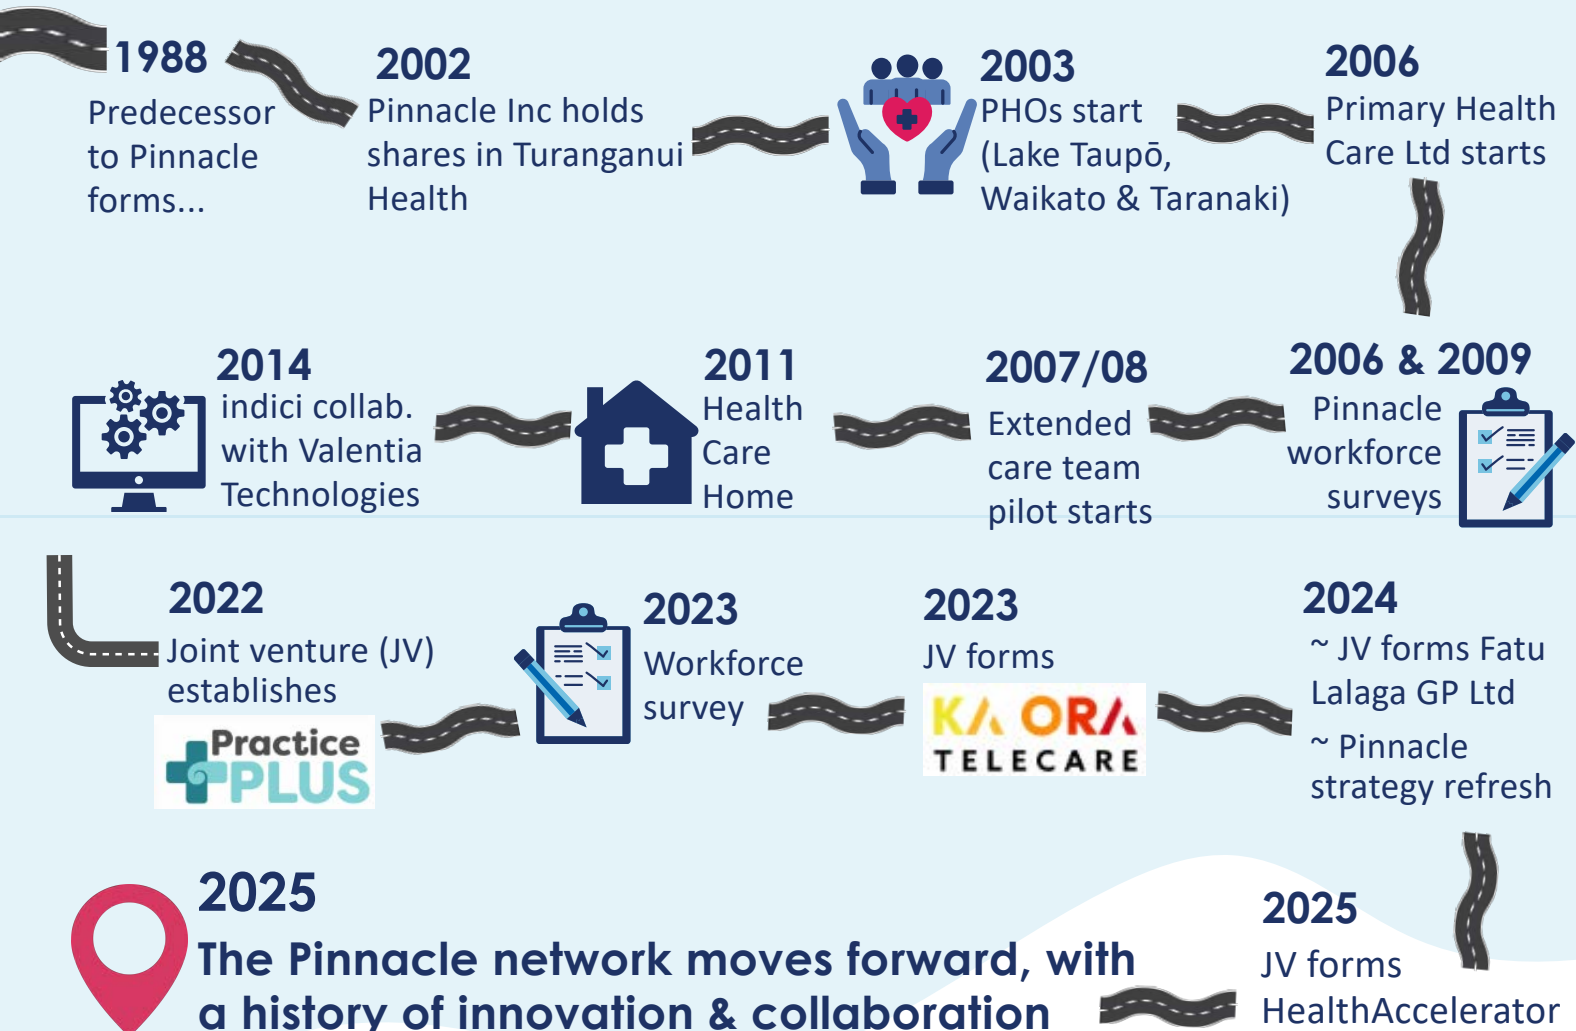 1988
Predecessor
to Pinnacle
forms...
2002
Pinnacle Inc holds
shares in Turanganui
Health
2003
PHOs start
(Lake Taupō,
Waikato & Taranaki)
2006
Primary Health
Care Ltd starts
2006 & 2009
Pinnacle
workforce
surveys
2007/08
Extended
care team
pilot starts
2011
Health
Care
Home
2014
indici collab.
with Valentia
Technologies
2022
Joint venture (JV)
establishes
Practice
PLUS
2023
Workforce
survey
2023
JV forms
KA ORA
TELECARE
2024
~ JV forms Fatu
Lalaga GP Ltd
~ Pinnacle
strategy refresh
2025
JV forms
HealthAccelerator
2025
The Pinnacle network moves forward, with
a history of innovation & collaboration